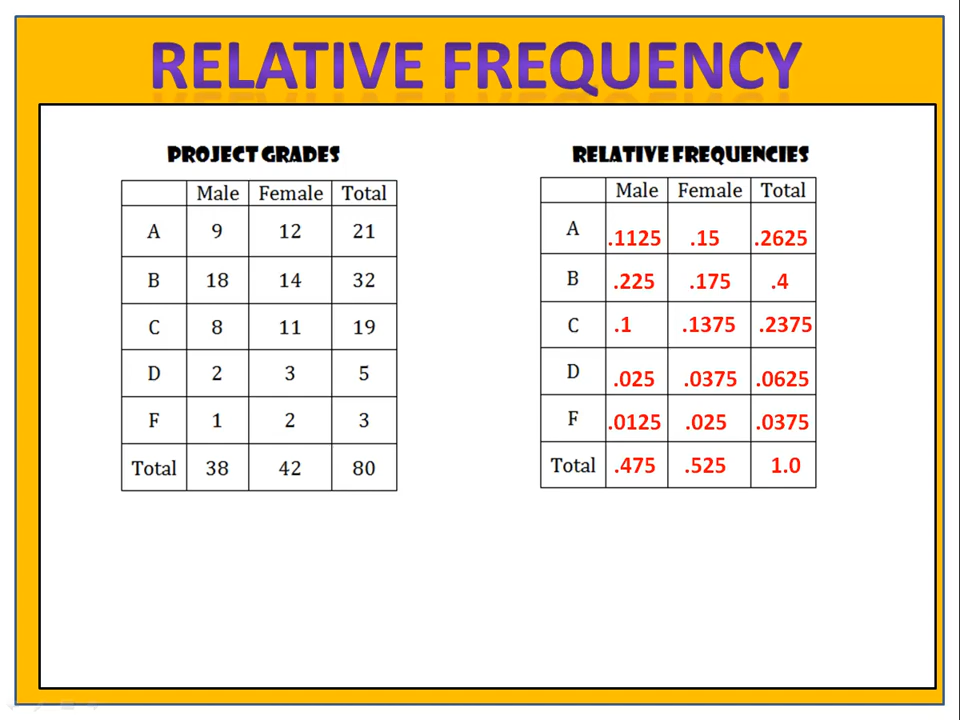 RELATIVE FREQUENCY
PROJECT GRADES
Male Female Total
A 9 12 21
B 18 14 32
C 8 11 19
D 2 3 5
F 1 2 3
Total 38 42 80
RELATIVE FREQUENCIES
Male Female Total
A .1125 .15 .2625
B .225 .175 .4
C .1 .1375 .2375
D .025 .0375 .0625
F .0125 .025 .0375
Total .475 .525 1.0